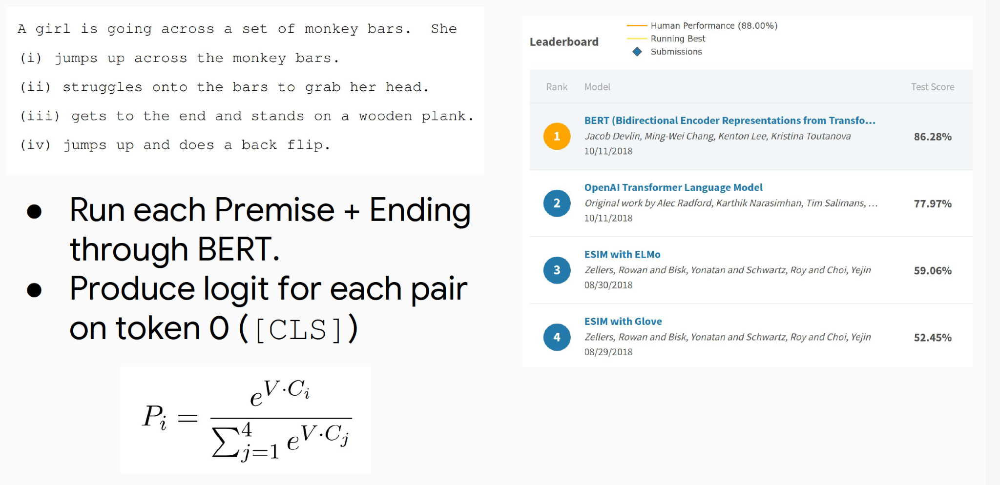 A girl is going across a set of monkey bars. She
(i) jumps up across the monkey bars.
(ii) struggles onto the bars to grab her head.
(iii) gets to the end and stands on a wooden plank.
(iv) jumps up and does a back flip.
● Run each Premise + Ending
through BERT.
● Produce logit for each pair
on token 0 ([CLS])
P_i = e^{V·C_i} / ∑_{j=1}^{4} e^{V·C_j}
Leaderboard
Human Performance (88.00%)
Running Best
Submissions
Rank Model Test Score
1
BERT (Bidirectional Encoder Representations from Transfo...
Jacob Devlin, Ming-Wei Chang, Kenton Lee, Kristina Toutanova
10/11/2018
86.28%
2
OpenAI Transformer Language Model
Original work by Alec Radford, Karthik Narasimhan, Tim Salimans, ...
10/11/2018
77.97%
3
ESIM with ELMo
Zellers, Rowan and Bisk, Yonatan and Schwartz, Roy and Choi, Yejin
08/30/2018
59.06%
4
ESIM with Glove
Zellers, Rowan and Bisk, Yonatan and Schwartz, Roy and Choi, Yejin
08/29/2018
52.45%